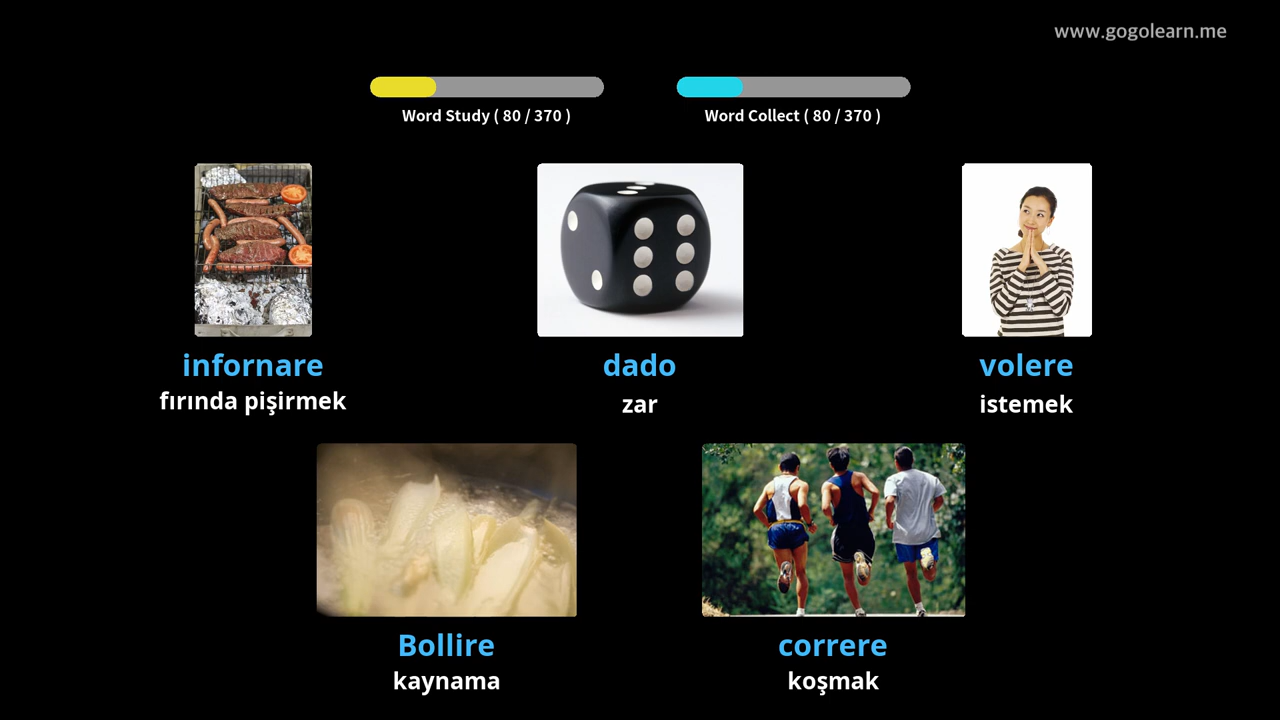 www.gogolearn.me
Word Study ( 80 / 370 )
Word Collect ( 80 / 370 )
infornare
fırında pişirmek
dado
zar
volere
istemek
Bollire
kaynama
correre
koşmak